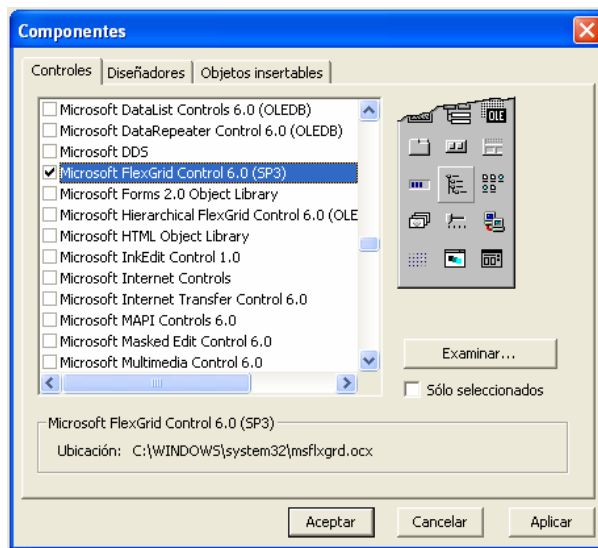 Componentes
Controles Diseñadores Objetos insertables
Microsoft DataList Controls 6.0 (OLEDB)
Microsoft DataRepeater Control 6.0 (OLEDB)
Microsoft DDS
Microsoft FlexGrid Control 6.0 (SP3)
Microsoft Forms 2.0 Object Library
Microsoft Hierarchical FlexGrid Control 6.0 (OLE
Microsoft HTML Object Library
Microsoft InkEdit Control 1.0
Microsoft Internet Controls
Microsoft Internet Transfer Control 6.0
Microsoft MAPI Controls 6.0
Microsoft Masked Edit Control 6.0
Microsoft Multimedia Control 6.0
OLE
Examinar...
Sólo seleccionados
Microsoft FlexGrid Control 6.0 (SP3)
Ubicación: C:\WINDOWS\system32\msflxgrd.ocx
Aceptar Cancelar Aplicar